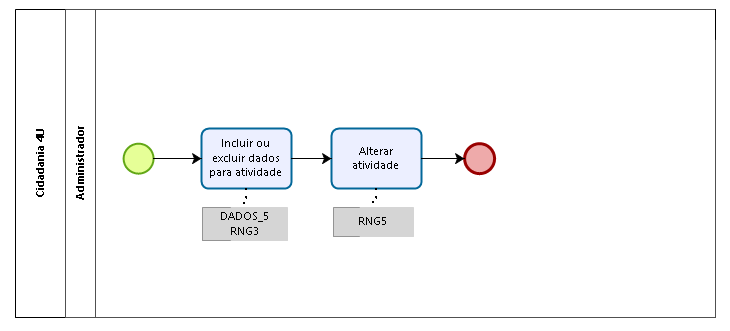 Cidadania 4U
Administrador
Incluir ou
excluir dados
para atividade
Alterar
atividade
DADOS_5
RNG3
RNG5